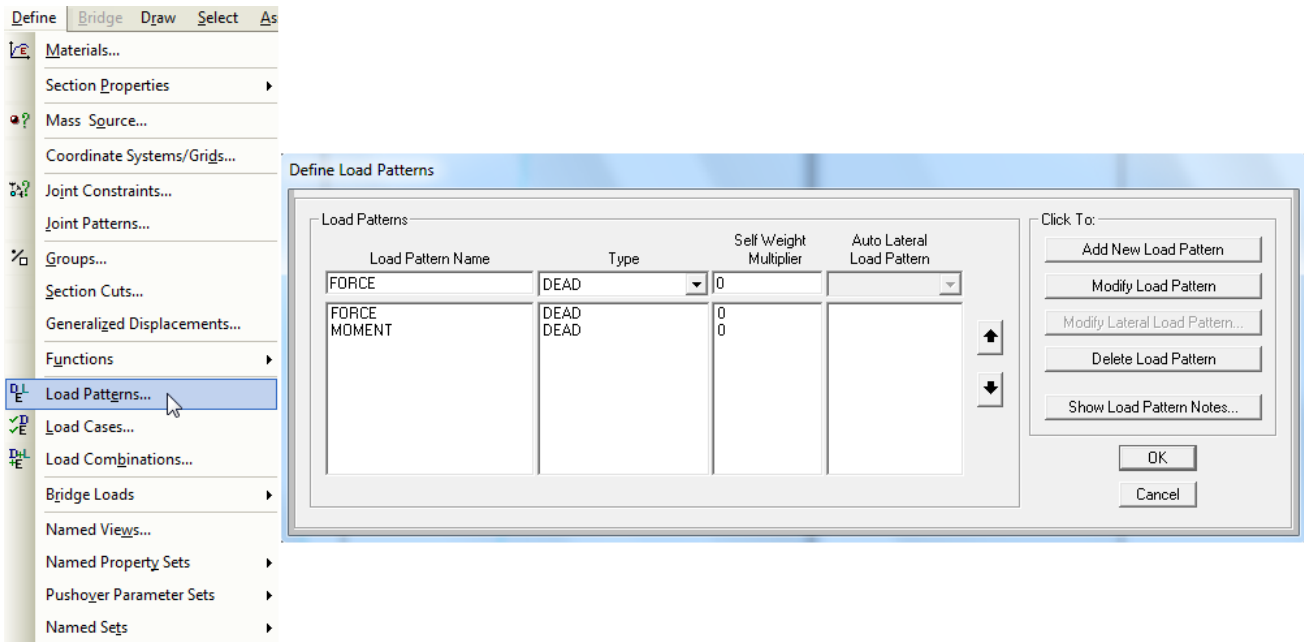 Define Bridge Draw Select As
Materials...
Section Properties
Mass Source...
Coordinate Systems/Grids...
Joint Constraints...
Joint Patterns...
Groups...
Section Cuts...
Generalized Displacements...
Functions
Load Patterns...
Load Cases...
Load Combinations...
Bridge Loads
Named Views...
Named Property Sets
Pushover Parameter Sets
Named Sets
Define Load Patterns
Load Patterns
Load Pattern Name Type Self Weight Multiplier Auto Lateral Load Pattern
FORCE DEAD 0
FORCE DEAD 0
MOMENT DEAD 0
Click To:
Add New Load Pattern
Modify Load Pattern
Modify Lateral Load Pattern...
Delete Load Pattern
Show Load Pattern Notes...
OK
Cancel